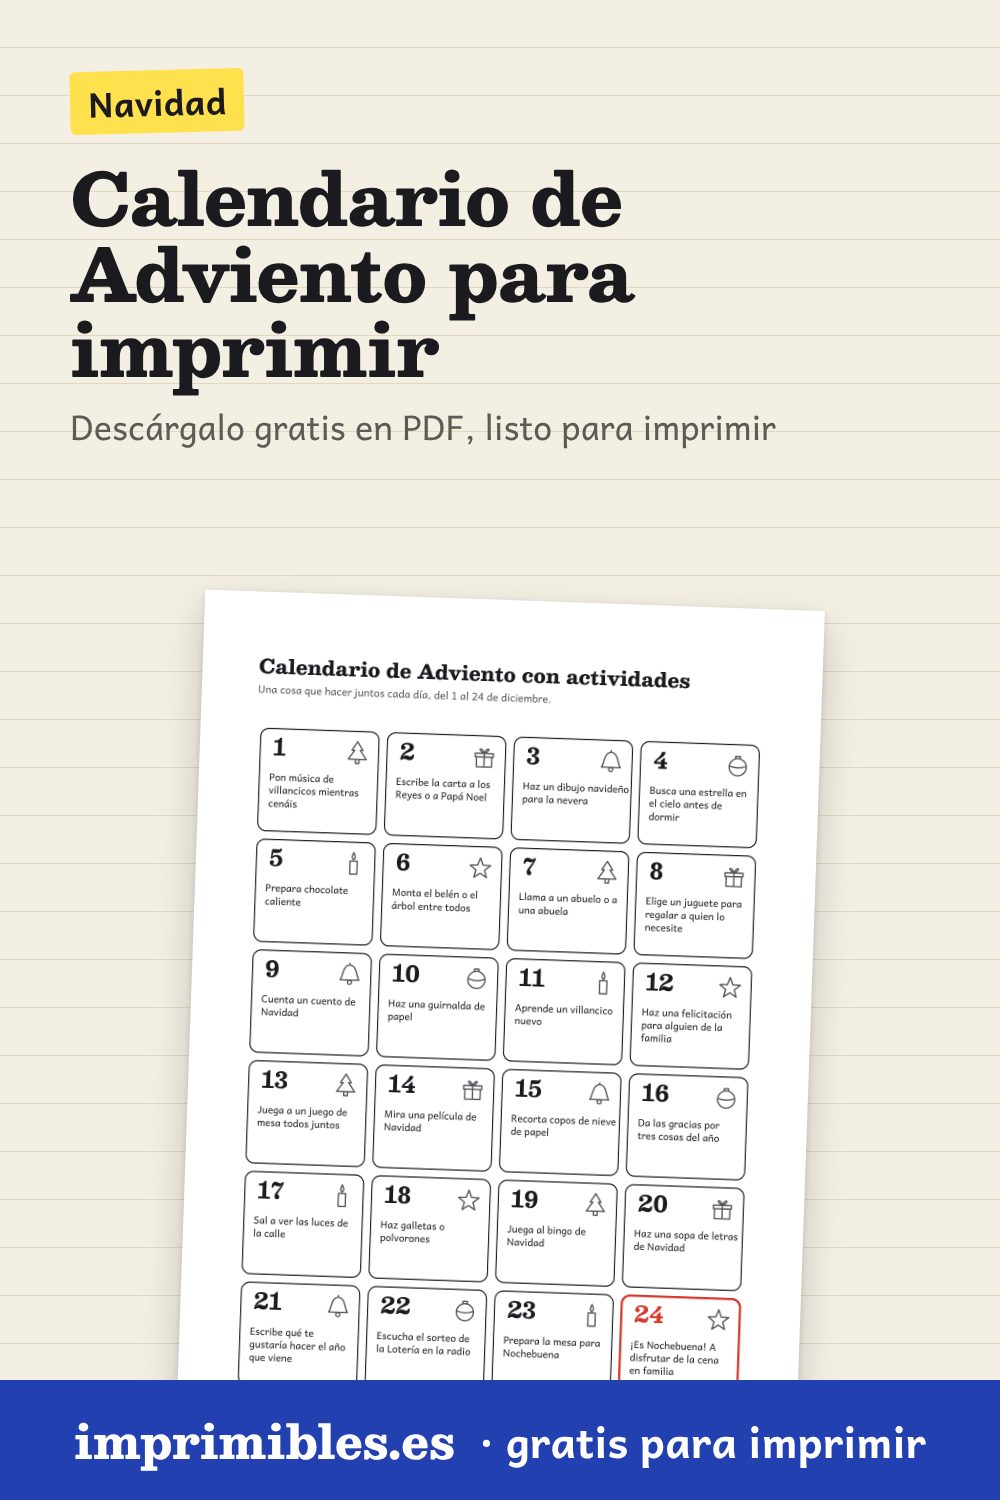 Navidad
Calendario de
Adviento para
imprimir
Descárgalo gratis en PDF, listo para imprimir
Calendario de Adviento con actividades
Una cosa que hacer juntos cada día, del 1 al 24 de diciembre.
1
Pon música de
villancicos mientras
cenáis
2
Escribe la carta a los
Reyes o a Papá Noel
3
Haz un dibujo navideño
para la nevera
4
Busca una estrella en
el cielo antes de
dormir
5
Prepara chocolate
caliente
6
Monta el belén o el
árbol entre todos
7
Llama a un abuelo o a
una abuela
8
Elige un juguete para
regalar a quien lo
necesite
9
Cuenta un cuento de
Navidad
10
Haz una guirnalda de
papel
11
Aprende un villancico
nuevo
12
Haz una felicitación
para alguien de la
familia
13
Juega a un juego de
mesa todos juntos
14
Mira una película de
Navidad
15
Recorta copos de nieve
de papel
16
Da las gracias por
tres cosas del año
17
Sal a ver las luces de
la calle
18
Haz galletas o
polvorones
19
Juega al bingo de
Navidad
20
Haz una sopa de letras
de Navidad
21
Escribe qué te
gustaría hacer el año
que viene
22
Escucha el sorteo de
la Lotería en la radio
23
Prepara la mesa para
Nochebuena
24
¡Es Nochebuena! A
disfrutar de la cena
en familia
imprimibles.es · gratis para imprimir